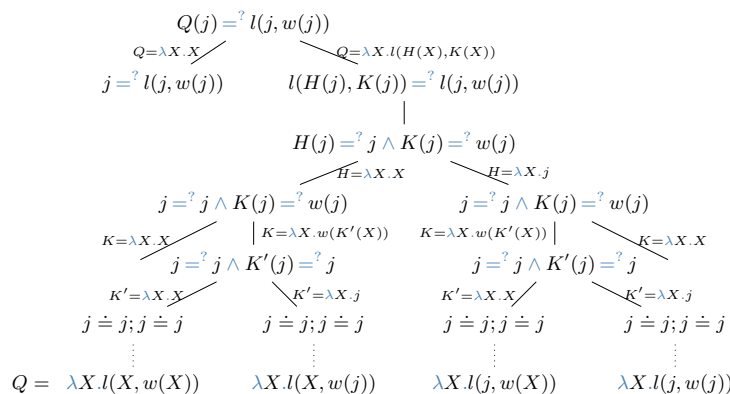 Q(j) =? l(j, w(j))
Q=λX.X Q=λX.l(H(X),K(X))
j =? l(j, w(j)) l(H(j), K(j)) =? l(j, w(j))
H(j) =? j ∧ K(j) =? w(j)
H=λX.X H=λX.j
j =? j ∧ K(j) =? w(j) j =? j ∧ K(j) =? w(j)
K=λX.X K=λX.w(K′(X)) K=λX.w(K′(X)) K=λX.X
j =? j ∧ K′(j) =? j j =? j ∧ K′(j) =? j
K′=λX.X K′=λX.j K′=λX.X K′=λX.j
j ≐ j; j ≐ j j ≐ j; j ≐ j j ≐ j; j ≐ j j ≐ j; j ≐ j
Q = λX.l(X, w(X)) λX.l(X, w(j)) λX.l(j, w(X)) λX.l(j, w(j))